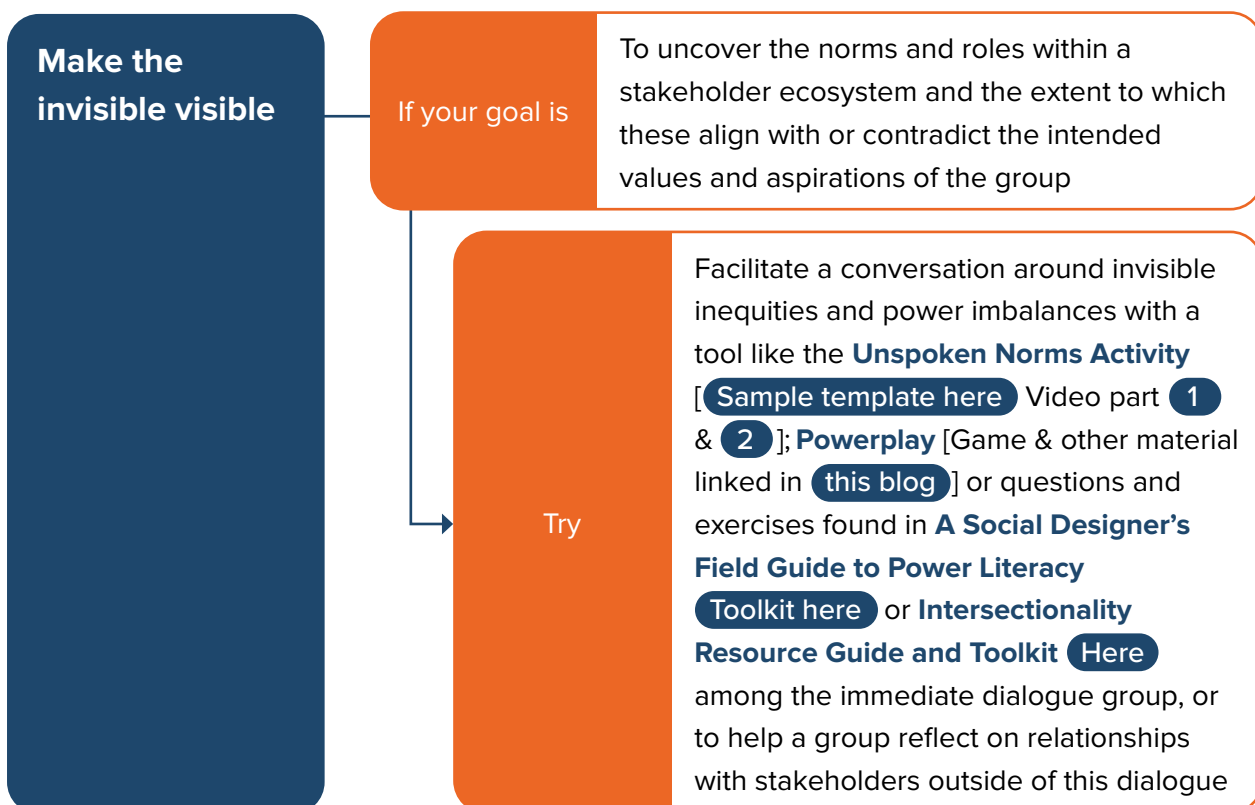 Make the
invisible visible
If your goal is
To uncover the norms and roles within a
stakeholder ecosystem and the extent to which
these align with or contradict the intended
values and aspirations of the group
Try
Facilitate a conversation around invisible
inequities and power imbalances with a
tool like the Unspoken Norms Activity
[ Sample template here Video part 1
& 2 ]; Powerplay [Game & other material
linked in this blog ] or questions and
exercises found in A Social Designer’s
Field Guide to Power Literacy
Toolkit here or Intersectionality
Resource Guide and Toolkit Here
among the immediate dialogue group, or
to help a group reflect on relationships
with stakeholders outside of this dialogue